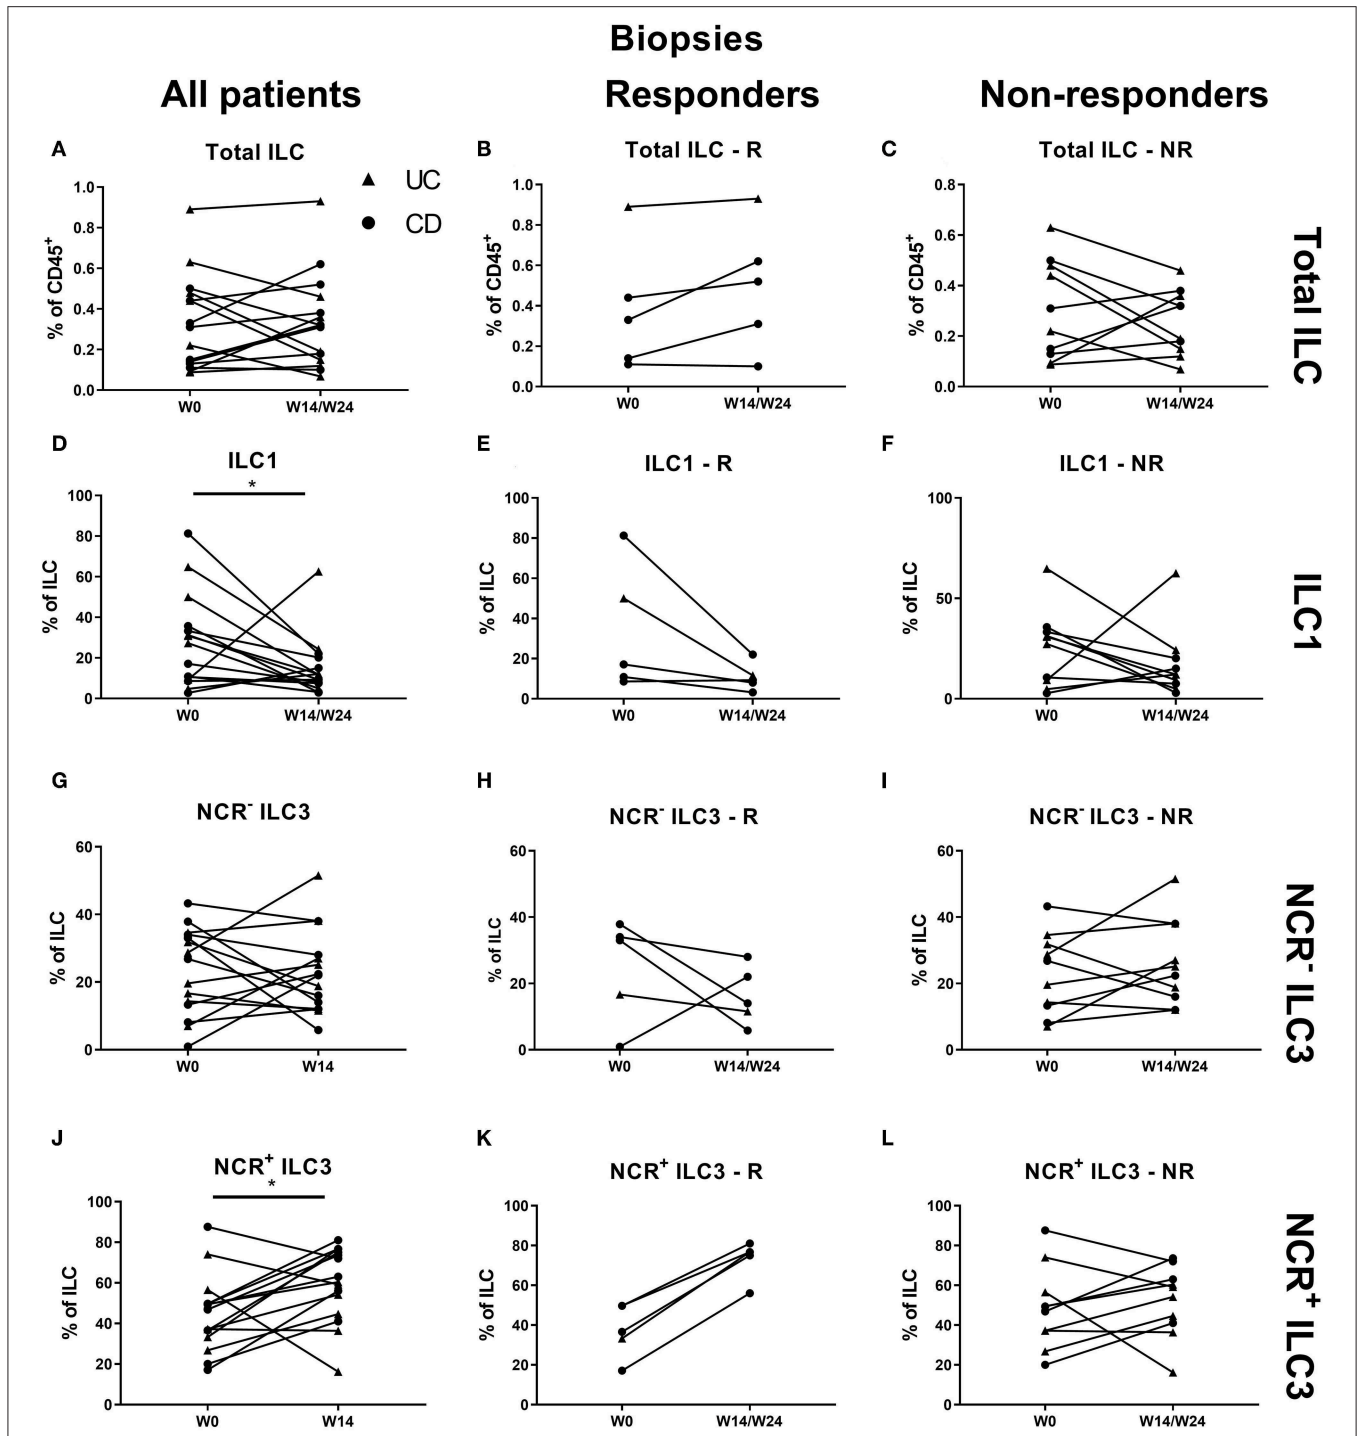 Biopsies
All patients
Responders
Non-responders
A
Total ILC
UC
CD
% of CD45+
1.0
0.8
0.6
0.4
0.2
0.0
W0
W14/W24
B
Total ILC - R
% of CD45+
1.0
0.8
0.6
0.4
0.2
0.0
W0
W14/W24
C
Total ILC - NR
% of CD45+
0.8
0.6
0.4
0.2
0.0
W0
W14/W24
Total ILC
D
ILC1
*
% of ILC
100
80
60
40
20
0
W0
W14/W24
E
ILC1 - R
% of ILC
100
80
60
40
20
0
W0
W14/W24
F
ILC1 - NR
% of ILC
100
50
0
W0
W14/W24
ILC1
G
NCR- ILC3
% of ILC
60
40
20
0
W0
W14
H
NCR- ILC3 - R
% of ILC
60
40
20
0
W0
W14/W24
I
NCR- ILC3 - NR
% of ILC
60
40
20
0
W0
W14/W24
NCR- ILC3
J
NCR+ ILC3
*
% of ILC
100
80
60
40
20
0
W0
W14
K
NCR+ ILC3 - R
% of ILC
100
80
60
40
20
0
W0
W14/W24
L
NCR+ ILC3 - NR
% of ILC
100
80
60
40
20
0
W0
W14/W24
NCR+ ILC3